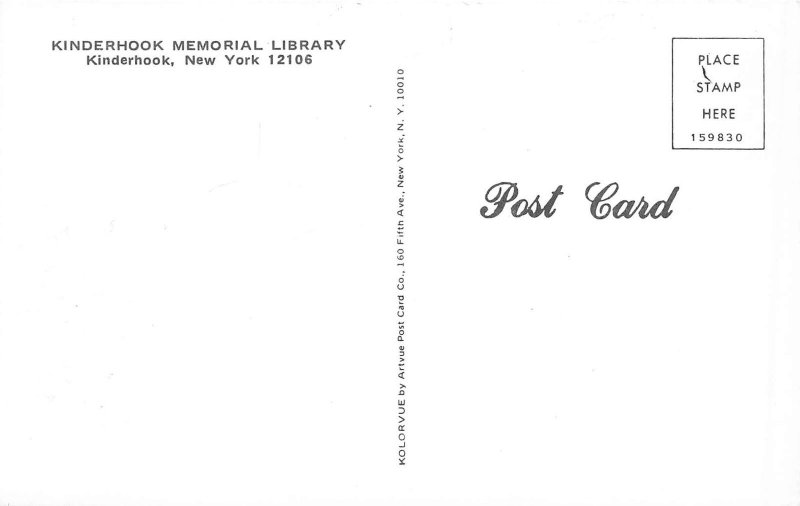 KINDERHOOK MEMORIAL LIBRARY
Kinderhook, New York 12106
KOLORVUE by Artvue Post Card Co., 160 Fifth Ave., New York, N. Y. 10010
PLACE
STAMP
HERE
159830
Post Card